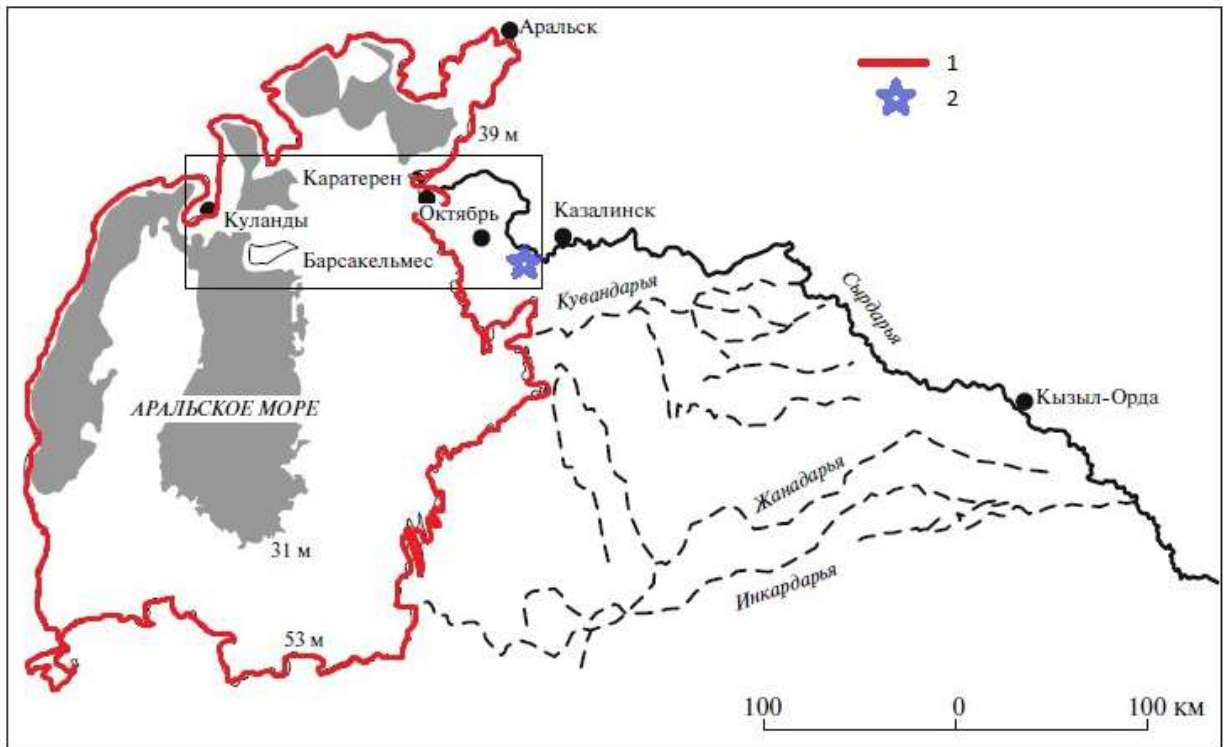 Аральск
1
2
39 м
Каратерен
Октябрь
Казалинск
Куланды
Барсакельмес
Кувандарья
Сырдарья
АРАЛЬСКОЕ МОРЕ
Кызыл-Орда
Жанадарья
31 м
Инкардарья
53 м
100 0 100 км